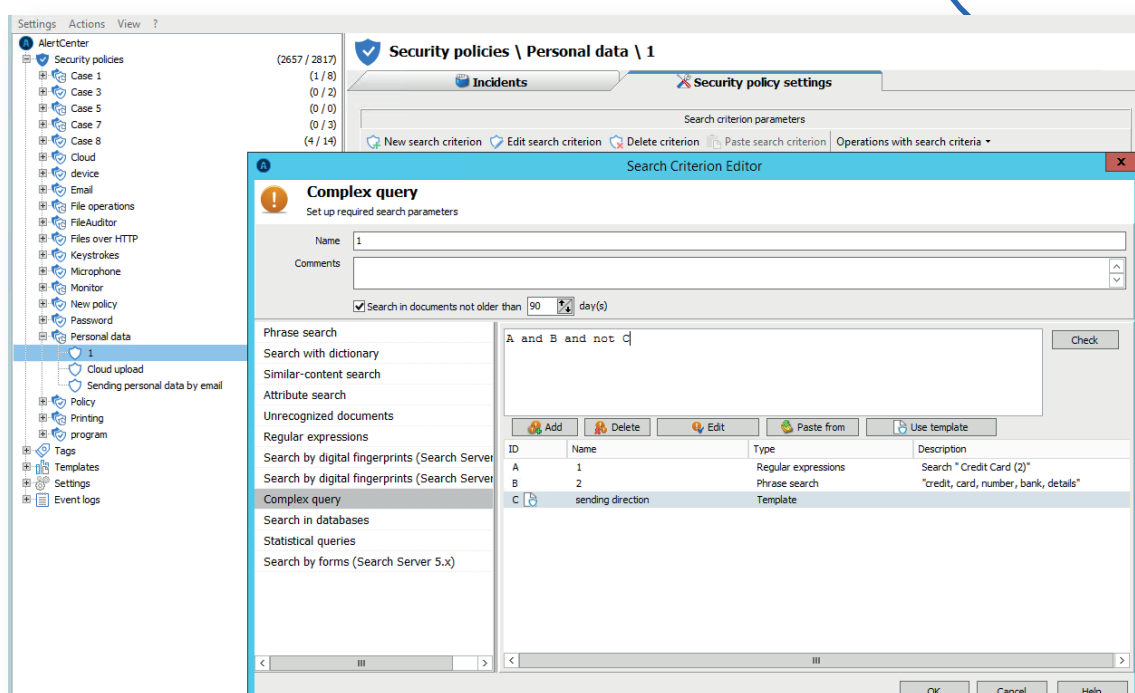 Settings Actions View ?
AlertCenter
Security policies (2657 / 2817)
Case 1 (1 / 8)
Case 3 (0 / 2)
Case 5 (0 / 0)
Case 7 (0 / 3)
Case 8 (4 / 14)
Cloud
device
Email
File operations
FileAuditor
Files over HTTP
Keystrokes
Microphone
Monitor
New policy
Password
Personal data
1
Cloud upload
Sending personal data by email
Policy
Printing
program
Tags
Templates
Settings
Event logs
Security policies \ Personal data \ 1
Incidents Security policy settings
Search criterion parameters
New search criterion Edit search criterion Delete criterion Paste search criterion Operations with search criteria
Search Criterion Editor x
Complex query
Set up required search parameters
Name 1
Comments
Search in documents not older than 90 day(s)
Phrase search
Search with dictionary
Similar-content search
Attribute search
Unrecognized documents
Regular expressions
Search by digital fingerprints (Search Server
Search by digital fingerprints (Search Server
Complex query
Search in databases
Statistical queries
Search by forms (Search Server 5.x)
A and B and not C
Check
Add Delete Edit Paste from Use template
ID Name Type Description
A 1 Regular expressions Search " Credit Card (2)"
B 2 Phrase search "credit, card, number, bank, details"
C sending direction Template
OK Cancel Help